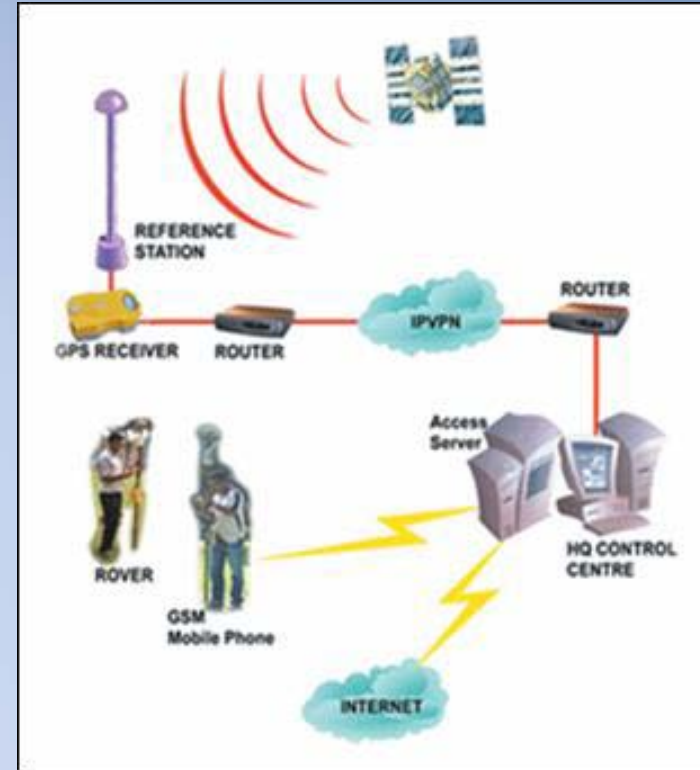 REFERENCE
STATION
GPS RECEIVER
ROUTER
IPVPN
ROUTER
Access
Server
HQ CONTROL
CENTRE
ROVER
GSM
Mobile Phone
INTERNET